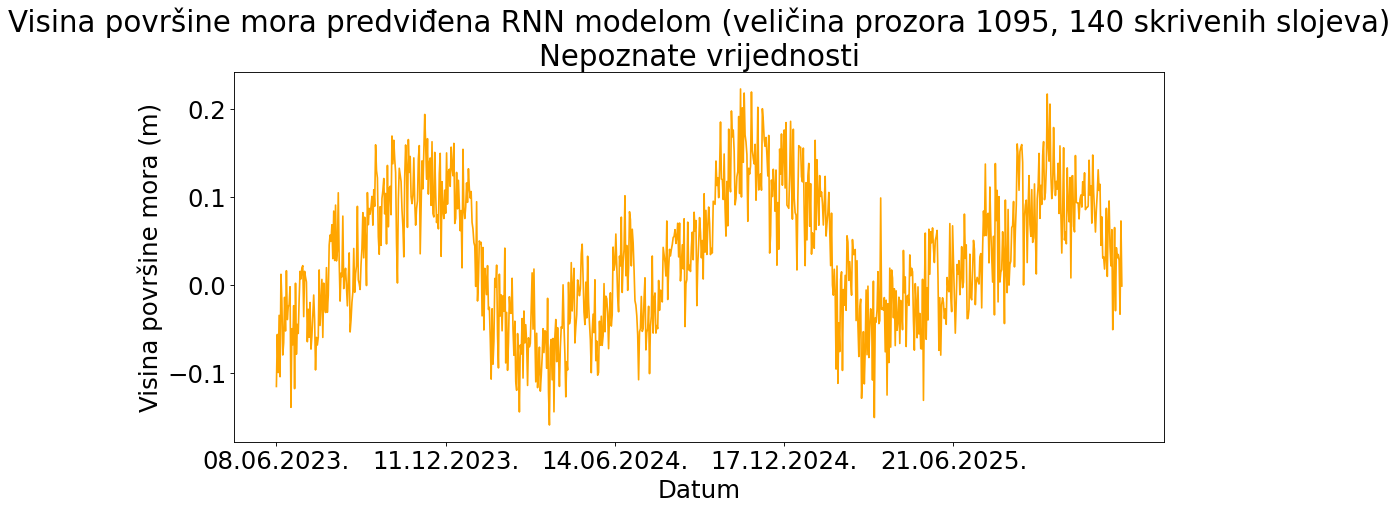 Visina površine mora predviđena RNN modelom (veličina prozora 1095, 140 skrivenih slojeva)
Nepoznate vrijednosti
Visina površine mora (m)
0.2
0.1
0.0
−0.1
08.06.2023. 11.12.2023. 14.06.2024. 17.12.2024. 21.06.2025.
Datum